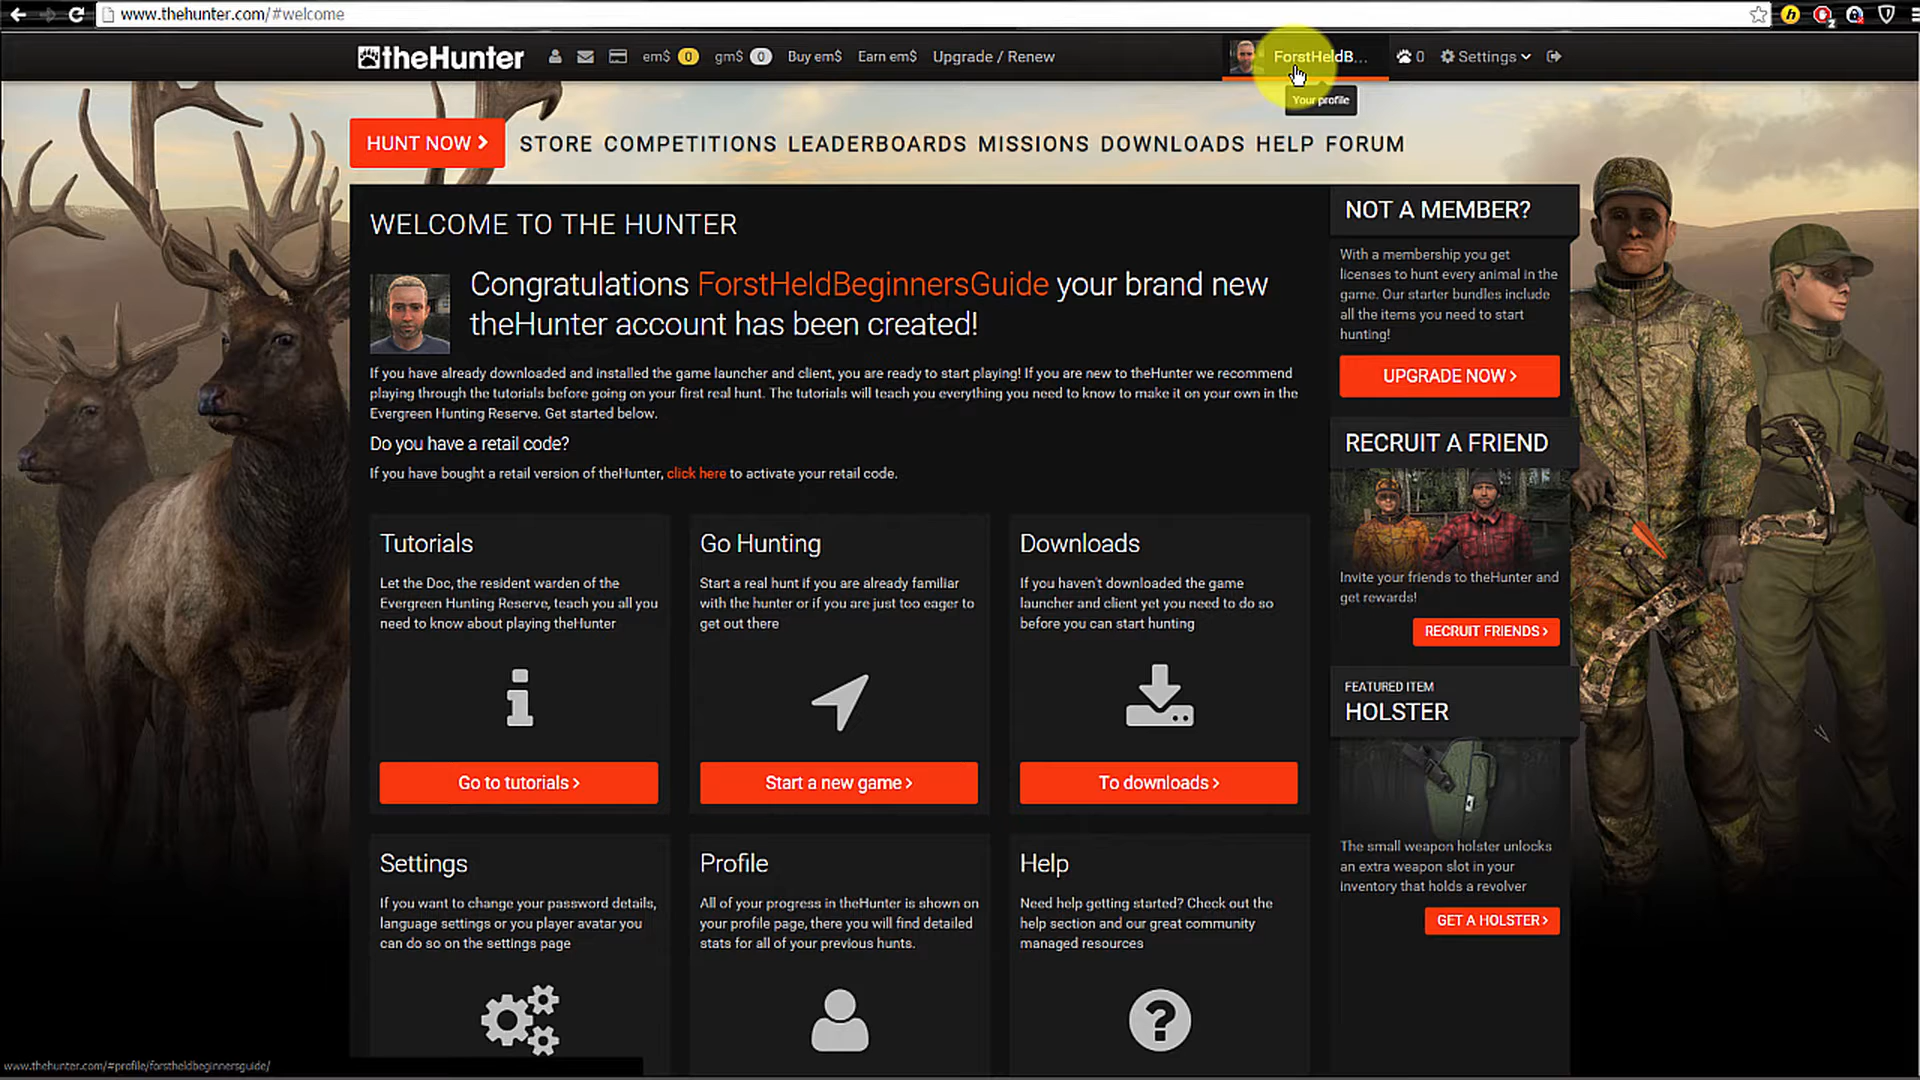 www.thehunter.com/#welcome
theHunter em$ 0 gm$ 0 Buy em$ Earn em$ Upgrade / Renew ForstHeldB... 0 Settings
Your profile
HUNT NOW STORE COMPETITIONS LEADERBOARDS MISSIONS DOWNLOADS HELP FORUM
WELCOME TO THE HUNTER
Congratulations ForstHeldBeginnersGuide your brand new
theHunter account has been created!
If you have already downloaded and installed the game launcher and client, you are ready to start playing! If you are new to theHunter we recommend
playing through the tutorials before going on your first real hunt. The tutorials will teach you everything you need to know to make it on your own in the
Evergreen Hunting Reserve. Get started below.
Do you have a retail code?
If you have bought a retail version of theHunter, click here to activate your retail code.
Tutorials
Let the Doc, the resident warden of the
Evergreen Hunting Reserve, teach you all you
need to know about playing theHunter
Go to tutorials
Go Hunting
Start a real hunt if you are already familiar
with the hunter or if you are just too eager to
get out there
Start a new game
Downloads
If you haven't downloaded the game
launcher and client yet you need to do so
before you can start hunting
To downloads
Settings
If you want to change your password details,
language settings or you player avatar you
can do so on the settings page
Profile
All of your progress in theHunter is shown on
your profile page, there you will find detailed
stats for all of your previous hunts.
Help
Need help getting started? Check out the
help section and our great community
managed resources
NOT A MEMBER?
With a membership you get
licenses to hunt every animal in the
game. Our starter bundles include
all the items you need to start
hunting!
UPGRADE NOW
RECRUIT A FRIEND
Invite your friends to theHunter and
get rewards!
RECRUIT FRIENDS
FEATURED ITEM
HOLSTER
The small weapon holster unlocks
an extra weapon slot in your
inventory that holds a revolver
GET A HOLSTER
www.thehunter.com/#profile/forstheldbeginnersguide/